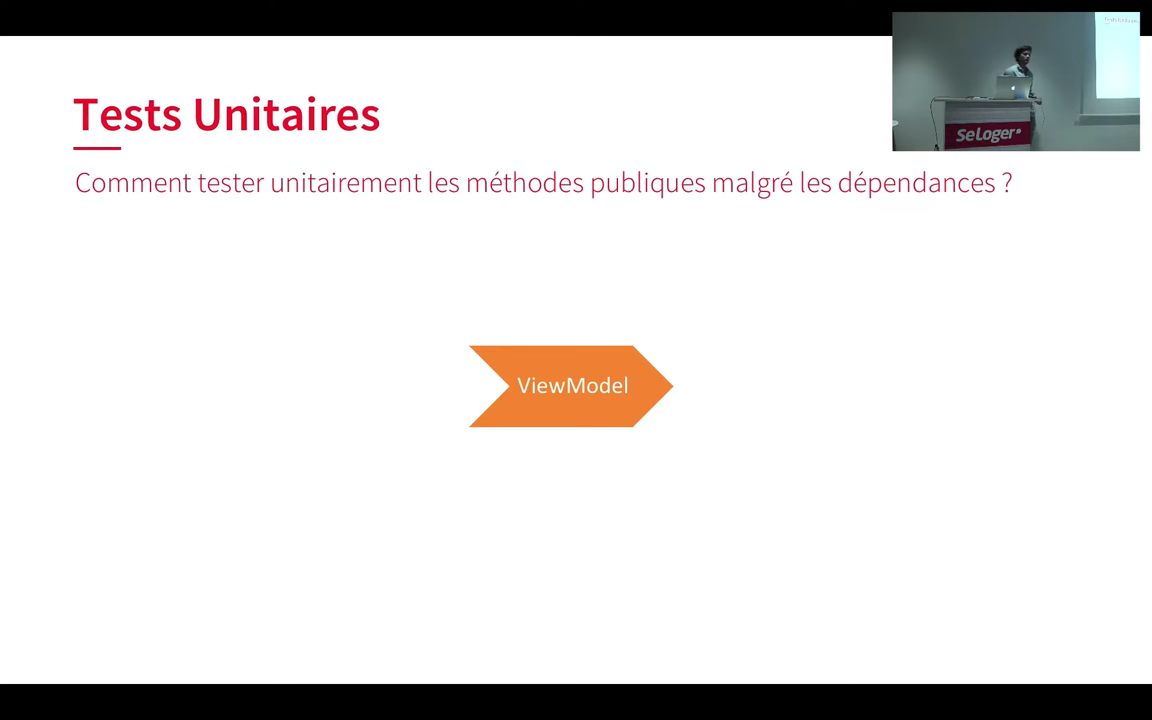 Tests Unitaires
Comment tester unitairement les méthodes publiques malgré les dépendances ?
ViewModel
SeLoger